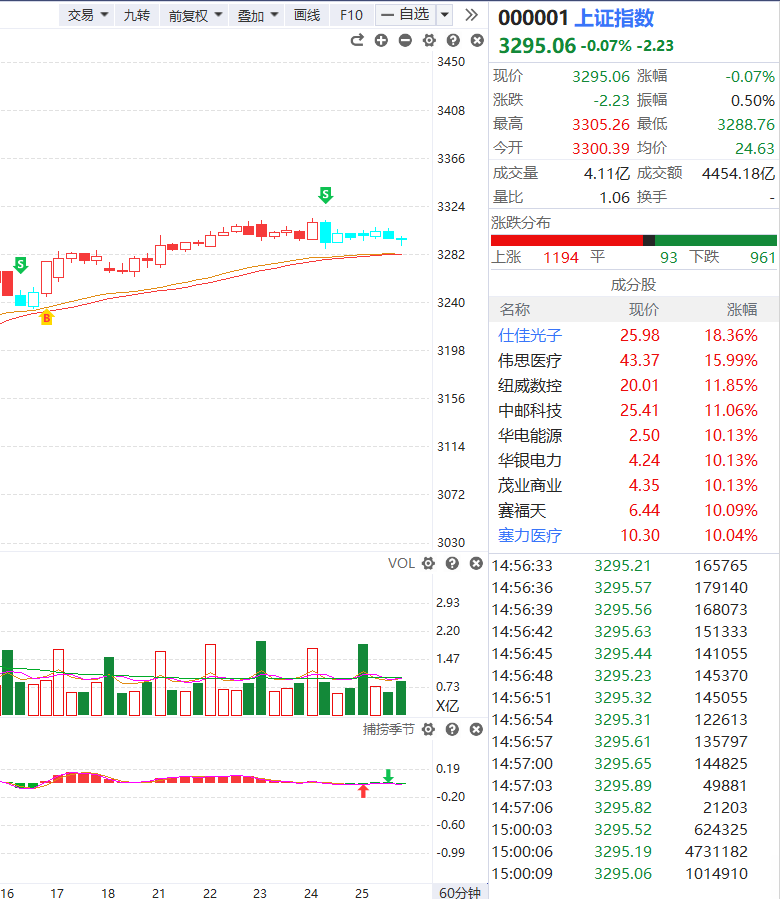 交易 九转 前复权 叠加 画线 F10 一 自选
000001 上证指数
3295.06 -0.07% -2.23
3450
3408
3366
3324
3282
3240
3198
3156
3114
3072
3030
S
S
B
现价 3295.06 涨幅 -0.07%
涨跌 -2.23 振幅 0.50%
最高 3305.26 最低 3288.76
今开 3300.39 均价 24.63
成交量 4.11亿 成交额 4454.18亿
量比 1.06 换手 -
涨跌分布
上涨 1194 平 93 下跌 961
成分股
名称 现价 涨幅
仕佳光子 25.98 18.36%
伟思医疗 43.37 15.99%
纽威数控 20.01 11.85%
中邮科技 25.41 11.06%
华电能源 2.50 10.13%
华银电力 4.24 10.13%
茂业商业 4.35 10.13%
赛福天 6.44 10.09%
塞力医疗 10.30 10.04%
VOL
2.93
2.20
1.47
0.73
X亿
捕捞季节
0.19
-0.20
-0.60
-0.99
16 17 18 21 22 23 24 25 60分钟
14:56:33 3295.21 165765
14:56:36 3295.57 179140
14:56:39 3295.56 168073
14:56:42 3295.63 151333
14:56:45 3295.44 141055
14:56:48 3295.23 145370
14:56:51 3295.32 145055
14:56:54 3295.31 122613
14:56:57 3295.61 135797
14:57:00 3295.65 144825
14:57:03 3295.89 49881
14:57:06 3295.82 21203
15:00:03 3295.52 624325
15:00:06 3295.19 4731182
15:00:09 3295.06 1014910